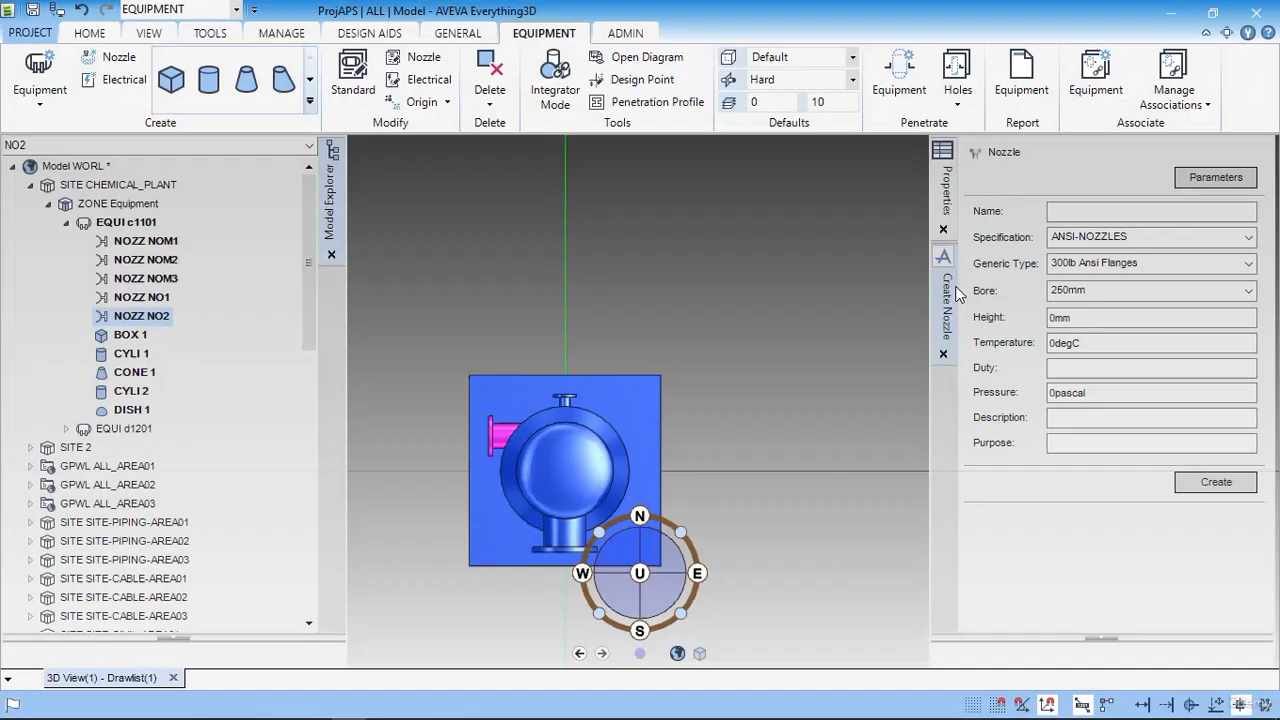 EQUIPMENT
ProjAPS | ALL | Model - AVEVA Everything3D
PROJECT HOME VIEW TOOLS MANAGE DESIGN AIDS GENERAL EQUIPMENT ADMIN
Equipment
Nozzle
Electrical
Create
Standard
Nozzle
Electrical
Origin
Modify
Delete
Delete
Integrator
Mode
Open Diagram
Design Point
Penetration Profile
Tools
Default
Hard
0 10
Defaults
Equipment
Holes
Penetrate
Equipment
Report
Equipment
Manage
Associations
Associate
NO2
Model WORL *
SITE CHEMICAL_PLANT
ZONE Equipment
EQUI c1101
NOZZ NOM1
NOZZ NOM2
NOZZ NOM3
NOZZ NO1
NOZZ NO2
BOX 1
CYLI 1
CONE 1
CYLI 2
DISH 1
EQUI d1201
SITE 2
GPWL ALL_AREA01
GPWL ALL_AREA02
GPWL ALL_AREA03
SITE SITE-PIPING-AREA01
SITE SITE-PIPING-AREA02
SITE SITE-PIPING-AREA03
SITE SITE-CABLE-AREA01
SITE SITE-CABLE-AREA02
SITE SITE-CABLE-AREA03
Model Explorer
N
W U E
S
Properties
Create Nozzle
Nozzle
Parameters
Name:
Specification: ANSI-NOZZLES
Generic Type: 300lb Ansi Flanges
Bore: 250mm
Height: 0mm
Temperature: 0degC
Duty:
Pressure: 0pascal
Description:
Purpose:
Create
3D View(1) - Drawlist(1)